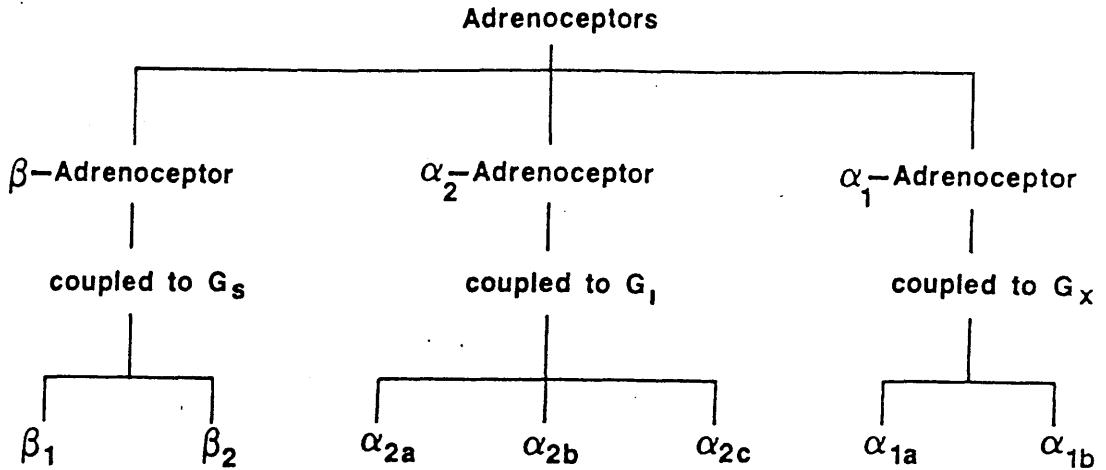 Adrenoceptors
β–Adrenoceptor α₂–Adrenoceptor α₁–Adrenoceptor
coupled to Gₛ coupled to Gᵢ coupled to Gₓ
β₁ β₂ α₂ₐ α₂b α₂c α₁ₐ α₁b